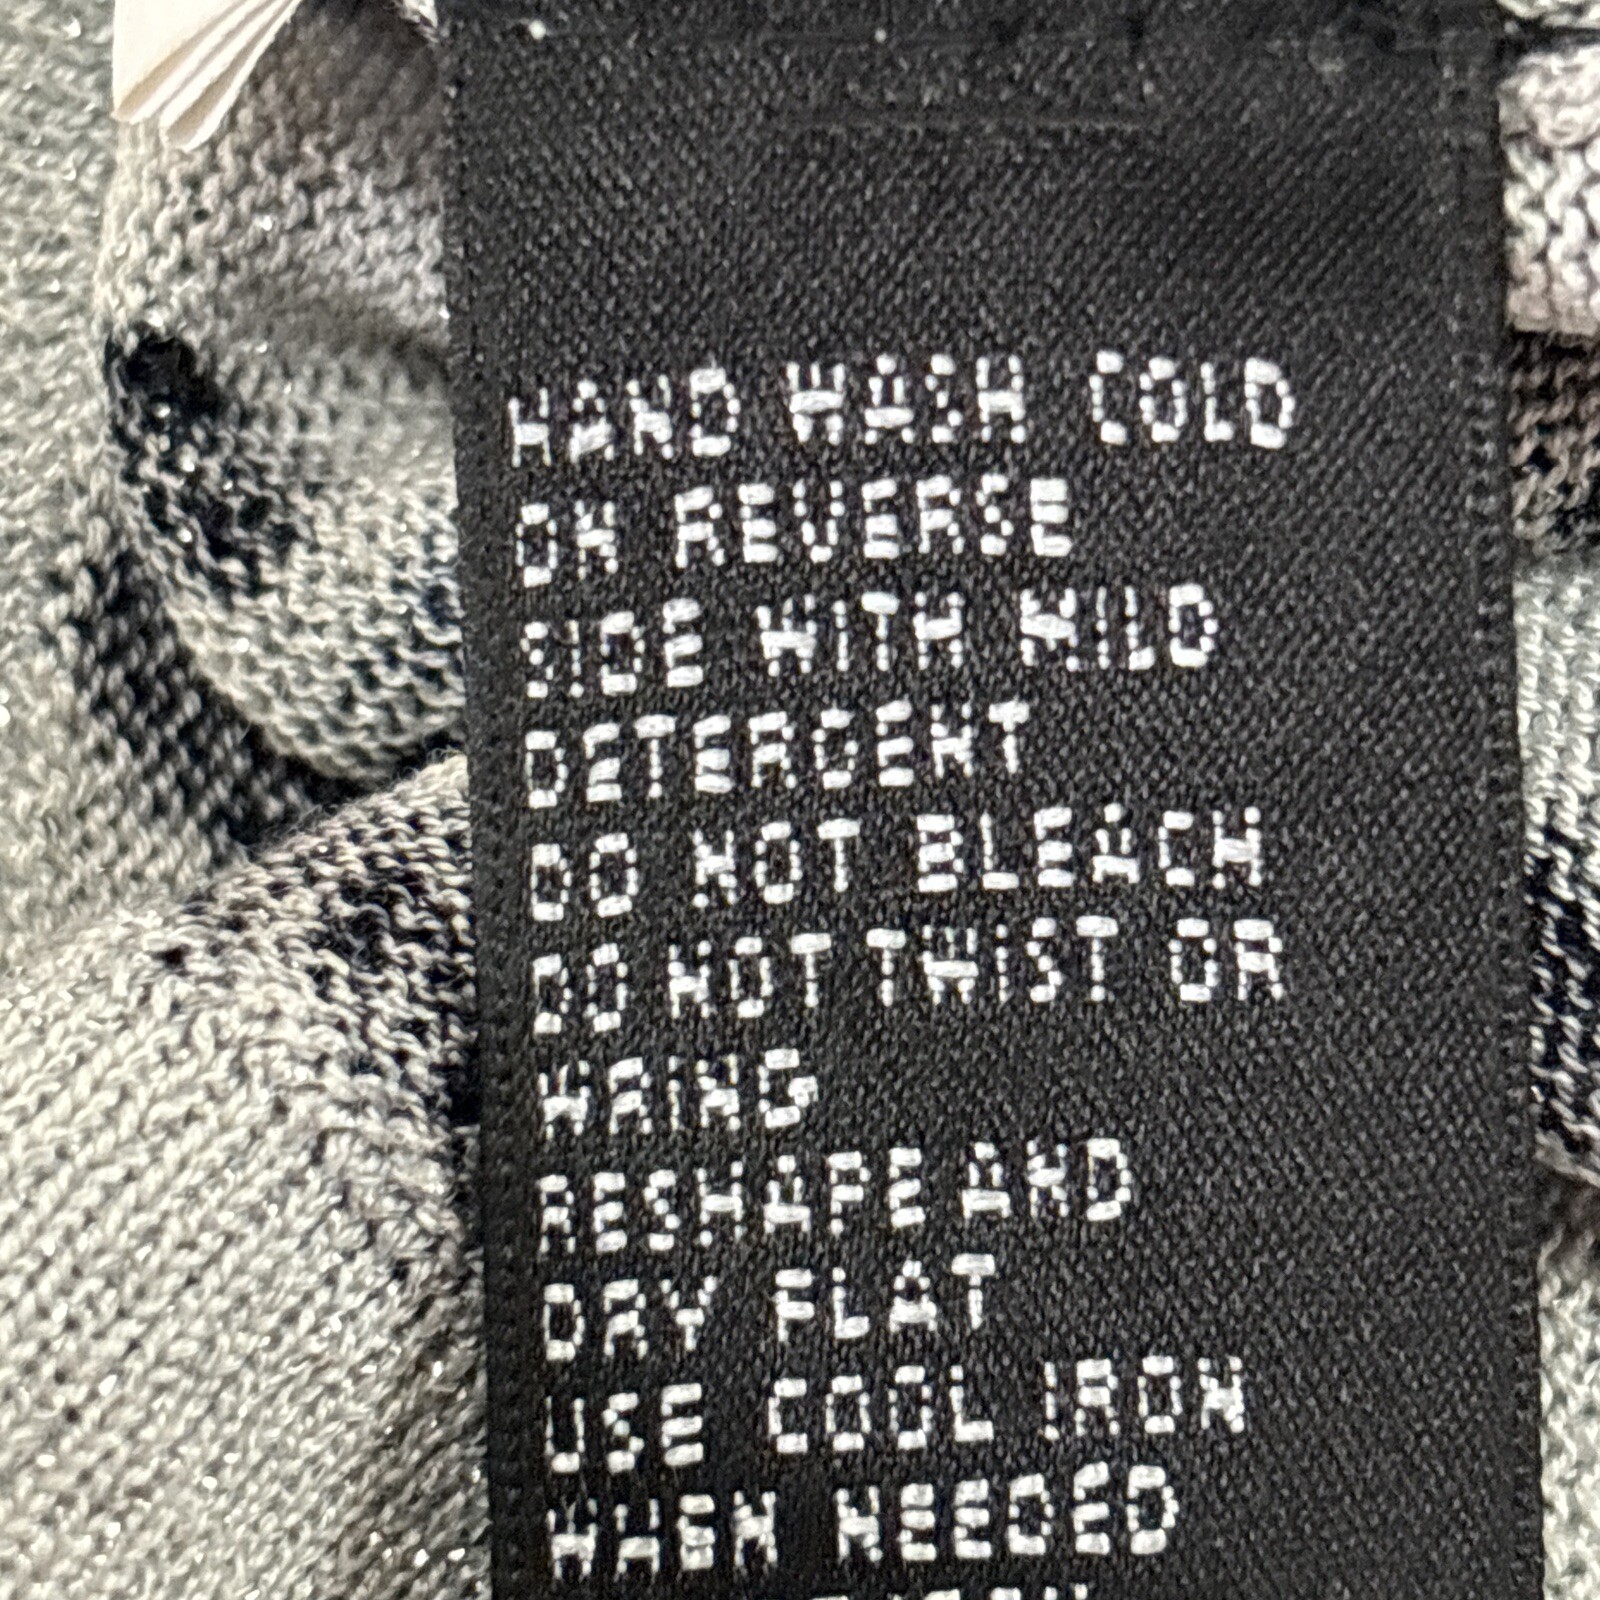 HAND WASH COLD
ON REVERSE
SIDE WITH MILD
DETERGENT
DO NOT BLEACH
DO NOT TWIST OR
WRING
RESHAPE AND
DRY FLAT
USE COOL IRON
WHEN NEEDED